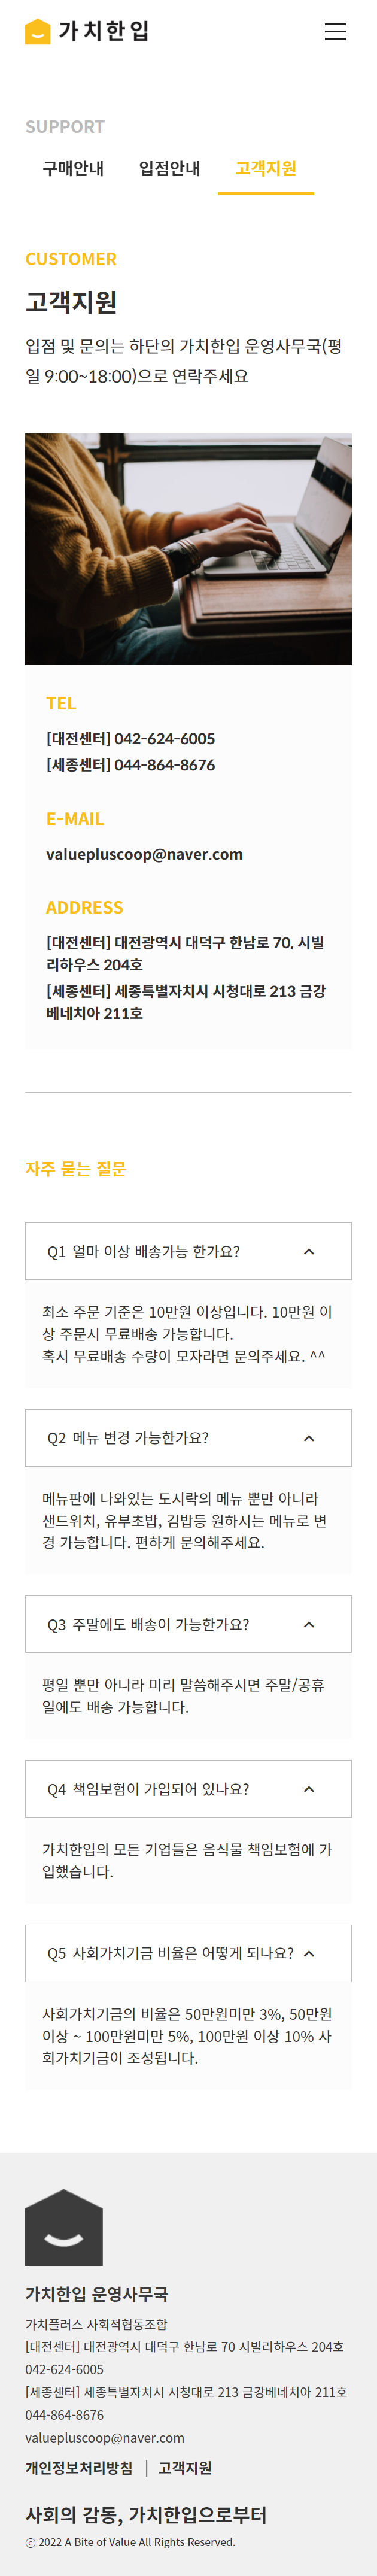 가치한입
SUPPORT
구매안내 입점안내 고객지원
CUSTOMER
고객지원
입점 및 문의는 하단의 가치한입 운영사무국(평
일 9:00~18:00)으로 연락주세요
TEL
[대전센터] 042-624-6005
[세종센터] 044-864-8676
E-MAIL
valuepluscoop@naver.com
ADDRESS
[대전센터] 대전광역시 대덕구 한남로 70, 시빌
리하우스 204호
[세종센터] 세종특별자치시 시청대로 213 금강
베네치아 211호
자주 묻는 질문
Q1 얼마 이상 배송가능 한가요?
최소 주문 기준은 10만원 이상입니다. 10만원 이
상 주문시 무료배송 가능합니다.
혹시 무료배송 수량이 모자라면 문의주세요. ^^
Q2 메뉴 변경 가능한가요?
메뉴판에 나와있는 도시락의 메뉴 뿐만 아니라
샌드위치, 유부초밥, 김밥등 원하시는 메뉴로 변
경 가능합니다. 편하게 문의해주세요.
Q3 주말에도 배송이 가능한가요?
평일 뿐만 아니라 미리 말씀해주시면 주말/공휴
일에도 배송 가능합니다.
Q4 책임보험이 가입되어 있나요?
가치한입의 모든 기업들은 음식물 책임보험에 가
입했습니다.
Q5 사회가치기금 비율은 어떻게 되나요?
사회가치기금의 비율은 50만원미만 3%, 50만원
이상 ~ 100만원미만 5%, 100만원 이상 10% 사
회가치기금이 조성됩니다.
가치한입 운영사무국
가치플러스 사회적협동조합
[대전센터] 대전광역시 대덕구 한남로 70 시빌리하우스 204호
042-624-6005
[세종센터] 세종특별자치시 시청대로 213 금강베네치아 211호
044-864-8676
valuepluscoop@naver.com
개인정보처리방침 | 고객지원
사회의 감동, 가치한입으로부터
ⓒ 2022 A Bite of Value All Rights Reserved.